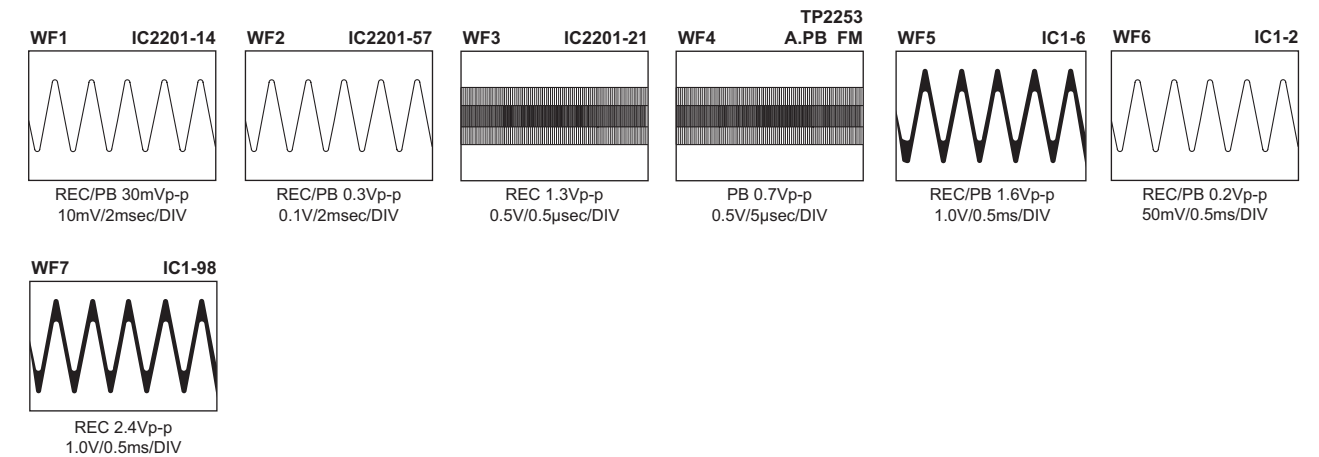 TP2253
WF1 IC2201-14
WF2 IC2201-57
WF3 IC2201-21
WF4 A.PB FM
WF5 IC1-6
WF6 IC1-2
REC/PB 30mVp-p
10mV/2msec/DIV
REC/PB 0.3Vp-p
0.1V/2msec/DIV
REC 1.3Vp-p
0.5V/0.5µsec/DIV
PB 0.7Vp-p
0.5V/5µsec/DIV
REC/PB 1.6Vp-p
1.0V/0.5ms/DIV
REC/PB 0.2Vp-p
50mV/0.5ms/DIV
WF7 IC1-98
REC 2.4Vp-p
1.0V/0.5ms/DIV